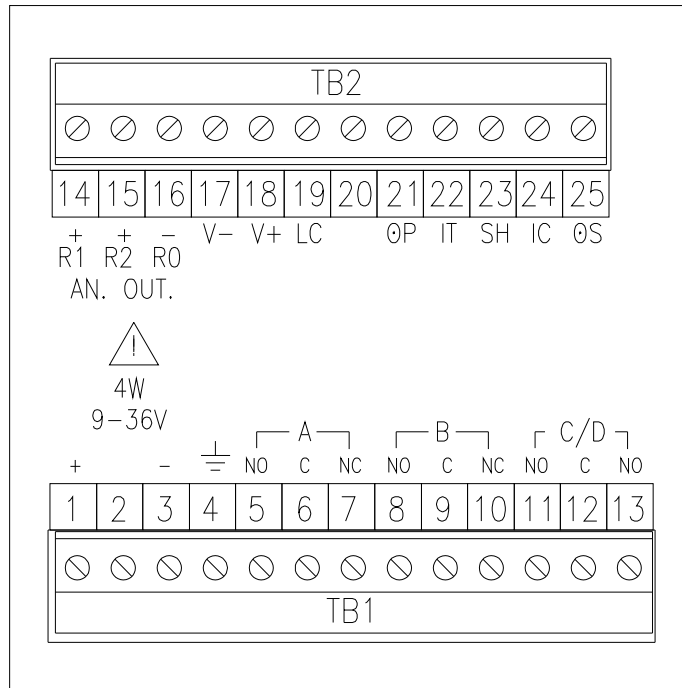 TB2
14 15 16 17 18 19 20 21 22 23 24 25
+ + − V− V+ LC ΘP IT SH IC ΘS
R1 R2 R0
AN. OUT.
!
4W
9−36V
A B C/D
+ − NO C NC NO C NC NO C NO
1 2 3 4 5 6 7 8 9 10 11 12 13
TB1